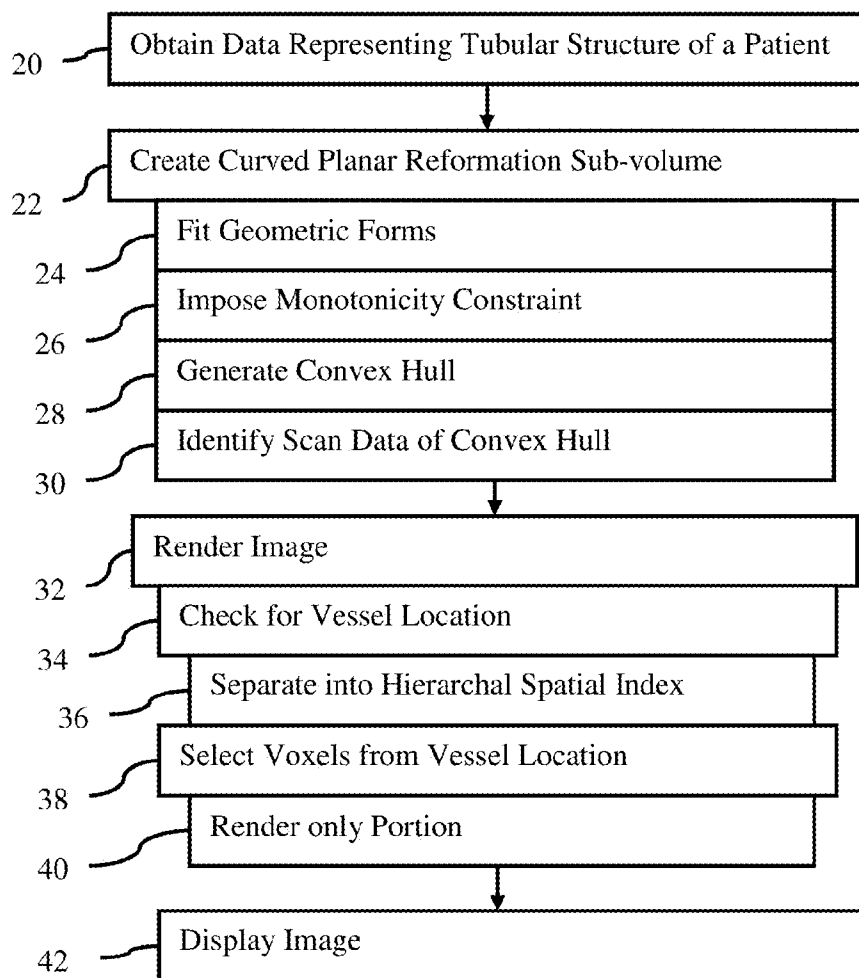 20 Obtain Data Representing Tubular Structure of a Patient
22 Create Curved Planar Reformation Sub-volume
24 Fit Geometric Forms
26 Impose Monotonicity Constraint
28 Generate Convex Hull
30 Identify Scan Data of Convex Hull
32 Render Image
34 Check for Vessel Location
36 Separate into Hierarchal Spatial Index
38 Select Voxels from Vessel Location
40 Render only Portion
42 Display Image